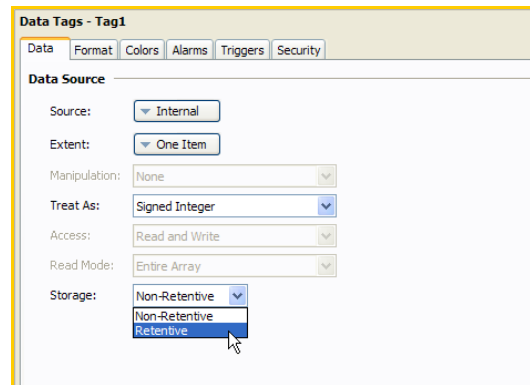 Data Tags - Tag1
Data Format Colors Alarms Triggers Security
Data Source
Source: Internal
Extent: One Item
Manipulation: None
Treat As: Signed Integer
Access: Read and Write
Read Mode: Entire Array
Storage: Non-Retentive
Non-Retentive
Retentive